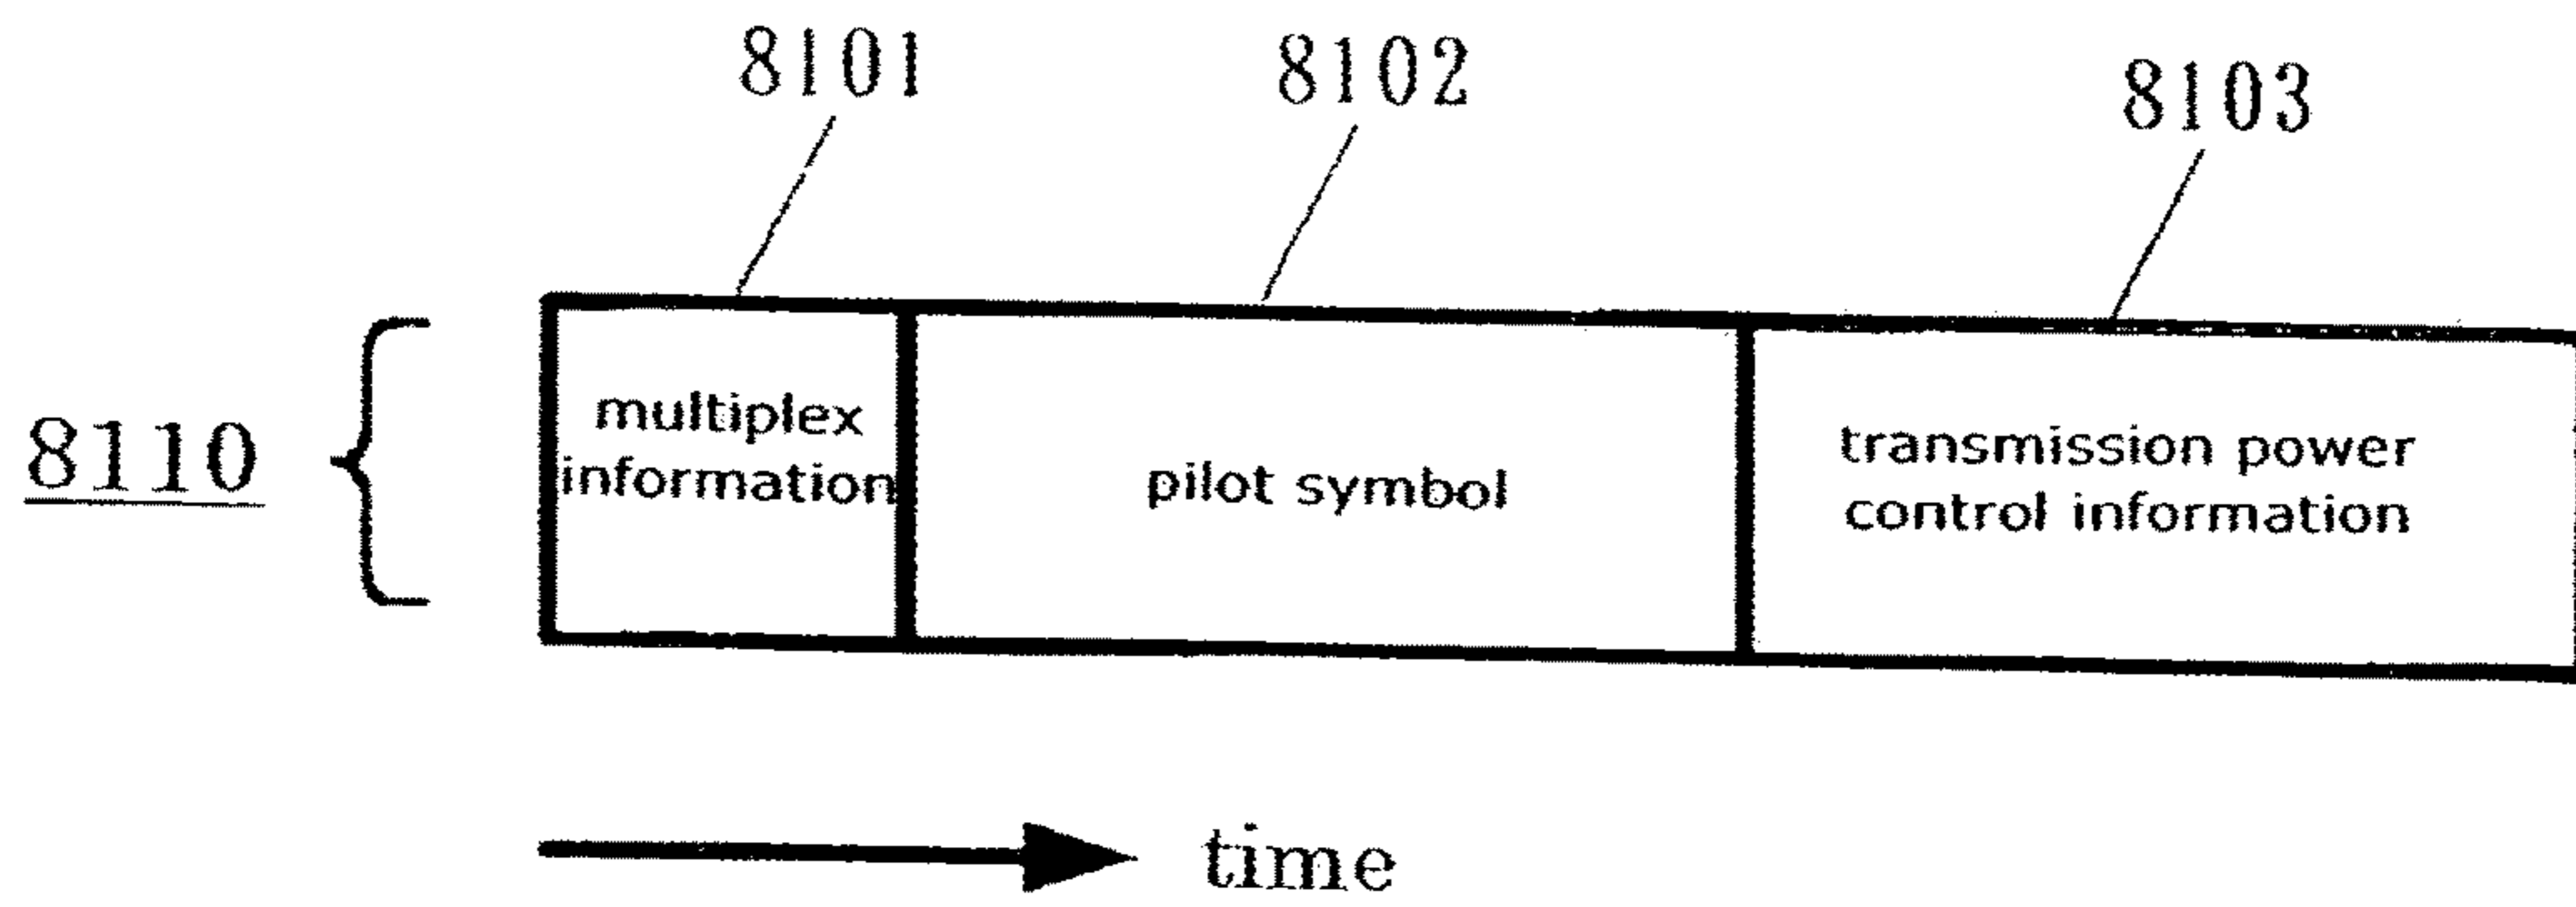 8101
8102
8103
8110
multiplex
information
pilot symbol
transmission power
control information
time